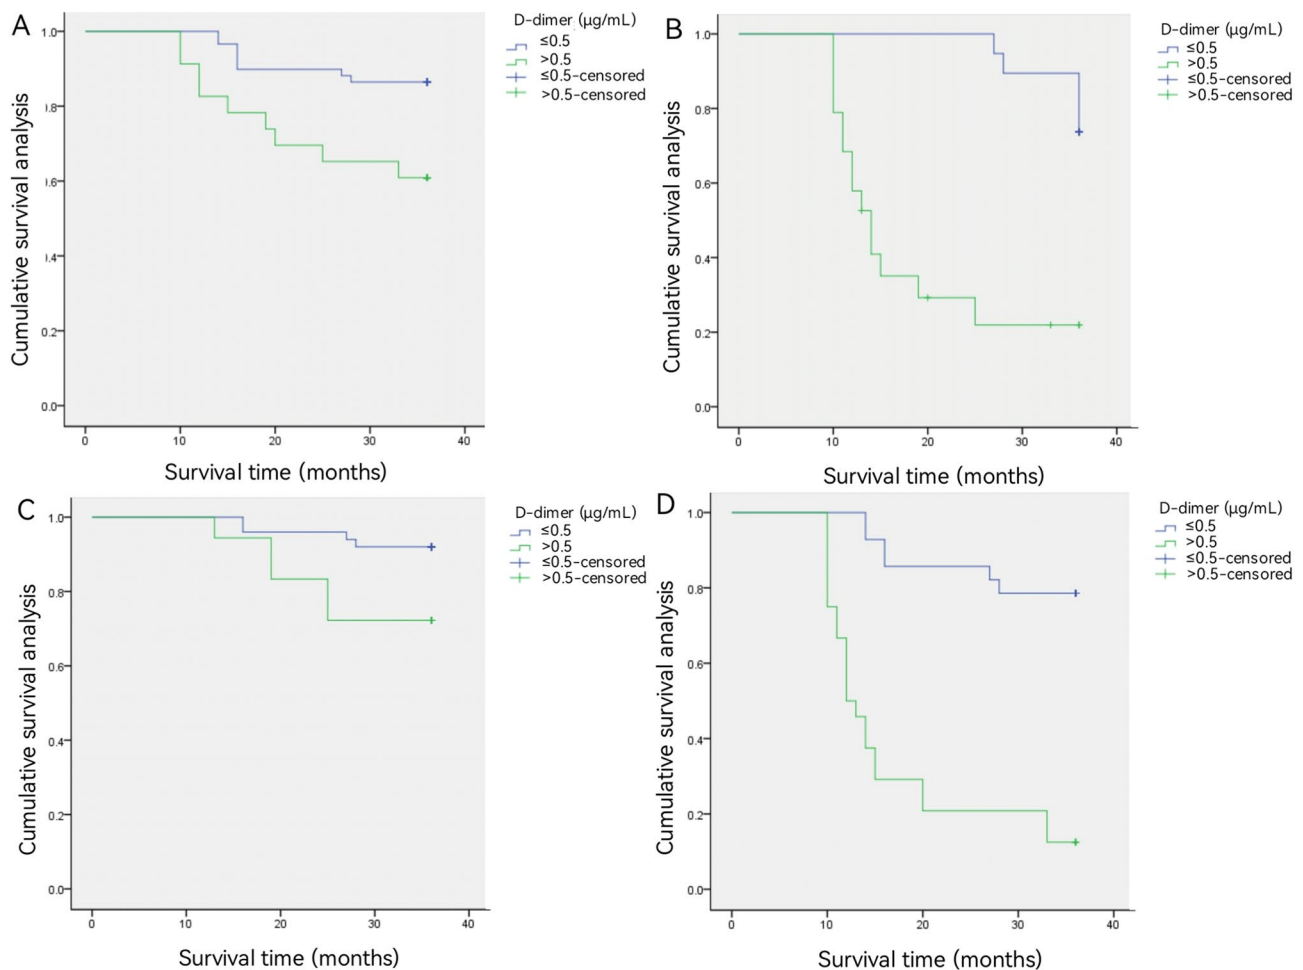 A
D-dimer (µg/mL)
≤0.5
>0.5
≤0.5-censored
>0.5-censored
Cumulative survival analysis
1.0
0.8
0.6
0.4
0.2
0.0
0 10 20 30 40
Survival time (months)
B
D-dimer (µg/mL)
≤0.5
>0.5
≤0.5-censored
>0.5-censored
Cumulative survival analysis
1.0
0.8
0.6
0.4
0.2
0.0
0 10 20 30 40
Survival time (months)
C
D-dimer (µg/mL)
≤0.5
>0.5
≤0.5-censored
>0.5-censored
Cumulative survival analysis
1.0
0.8
0.6
0.4
0.2
0.0
0 10 20 30 40
Survival time (months)
D
D-dimer (µg/mL)
≤0.5
>0.5
≤0.5-censored
>0.5-censored
Cumulative survival analysis
1.0
0.8
0.6
0.4
0.2
0.0
0 10 20 30 40
Survival time (months)